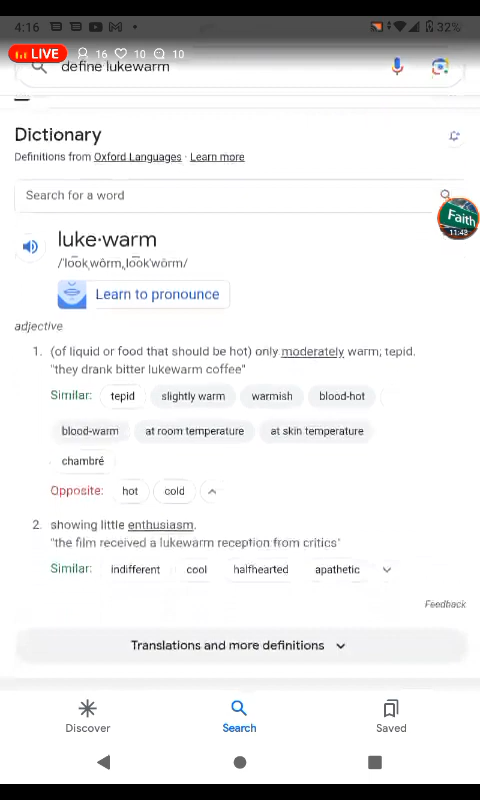 4:16
32%
LIVE 16 10 10
define lukewarm
Dictionary
Definitions from Oxford Languages · Learn more
Search for a word
Faith
11:43
luke·warm
/ˈlo͞okˌwôrm,ˌlo͞okˈwôrm/
Learn to pronounce
adjective
1. (of liquid or food that should be hot) only moderately warm; tepid.
"they drank bitter lukewarm coffee"
Similar: tepid slightly warm warmish blood-hot
blood-warm at room temperature at skin temperature
chambré
Opposite: hot cold
2. showing little enthusiasm.
"the film received a lukewarm reception from critics"
Similar: indifferent cool halfhearted apathetic
Feedback
Translations and more definitions
Discover Search Saved